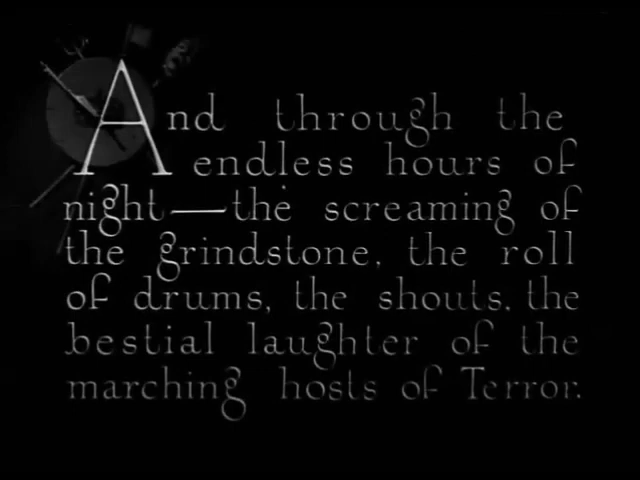 And through the
endless hours of
night—the screaming of
the grindstone, the roll
of drums, the shouts, the
bestial laughter of the
marching hosts of Terror.